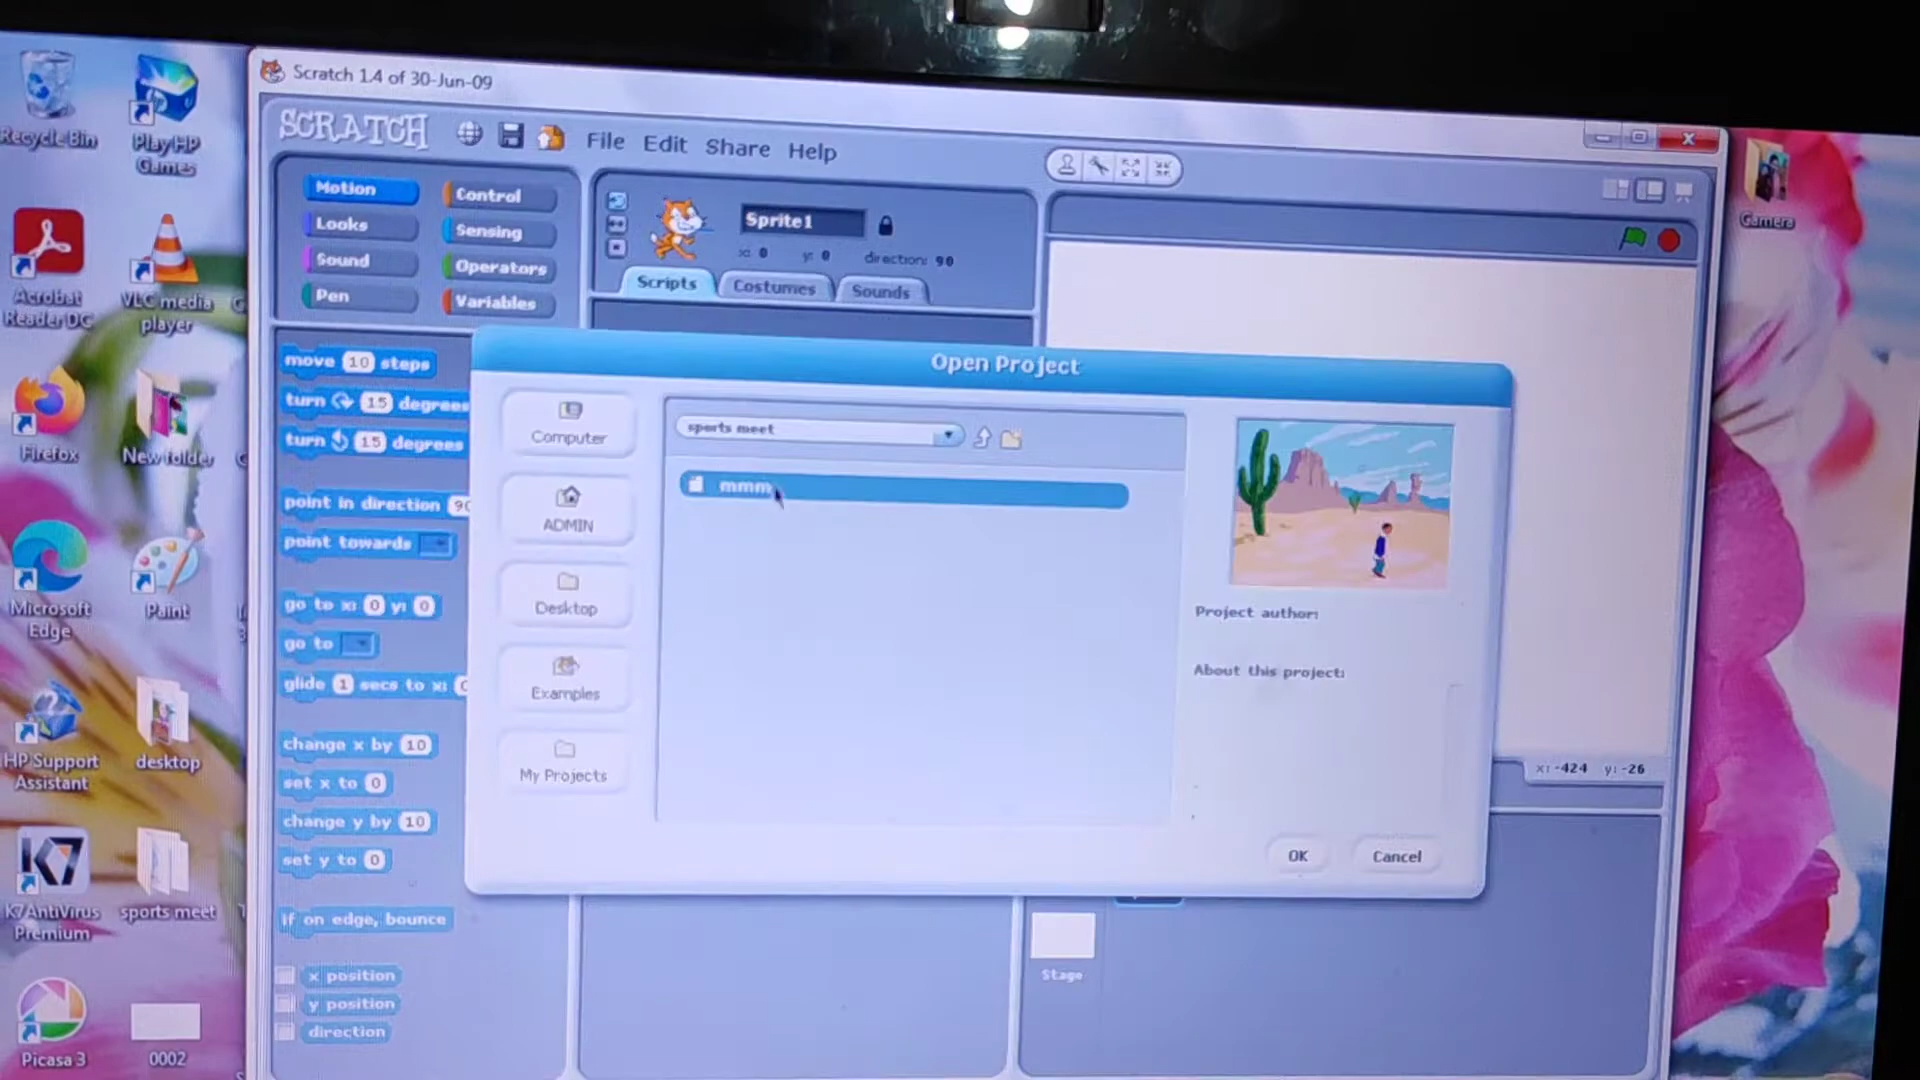 Scratch 1.4 of 30-Jun-09
SCRATCH File Edit Share Help
Recycle Bin
Play HP Games
Acrobat Reader DC
VLC media player
Firefox
New folder
Microsoft Edge
Paint
HP Support Assistant
desktop
K7
K7AntiVirus Premium
sports meet
Picasa 3
0002
Camera
Motion
Control
Looks
Sensing
Sound
Operators
Pen
Variables
Sprite1
x: 0 y: 0 direction: 90
Scripts Costumes Sounds
move 10 steps
turn 15 degrees
turn 15 degrees
point in direction 90
point towards
go to x: 0 y: 0
go to
glide 1 secs to x:
change x by 10
set x to 0
change y by 10
set y to 0
if on edge, bounce
x position
y position
direction
Open Project
Computer
ADMIN
Desktop
Examples
My Projects
sports meet
mmm
Project author:
About this project:
OK
Cancel
x: -424 y: -26
Stage